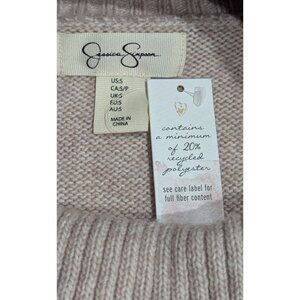 Jessica Simpson
US:S
CA:S/P
UK:S
EU:S
AU:S
MADE IN
CHINA
contains
a minimum
of 20%
recycled
polyester
see care label for
full fiber content